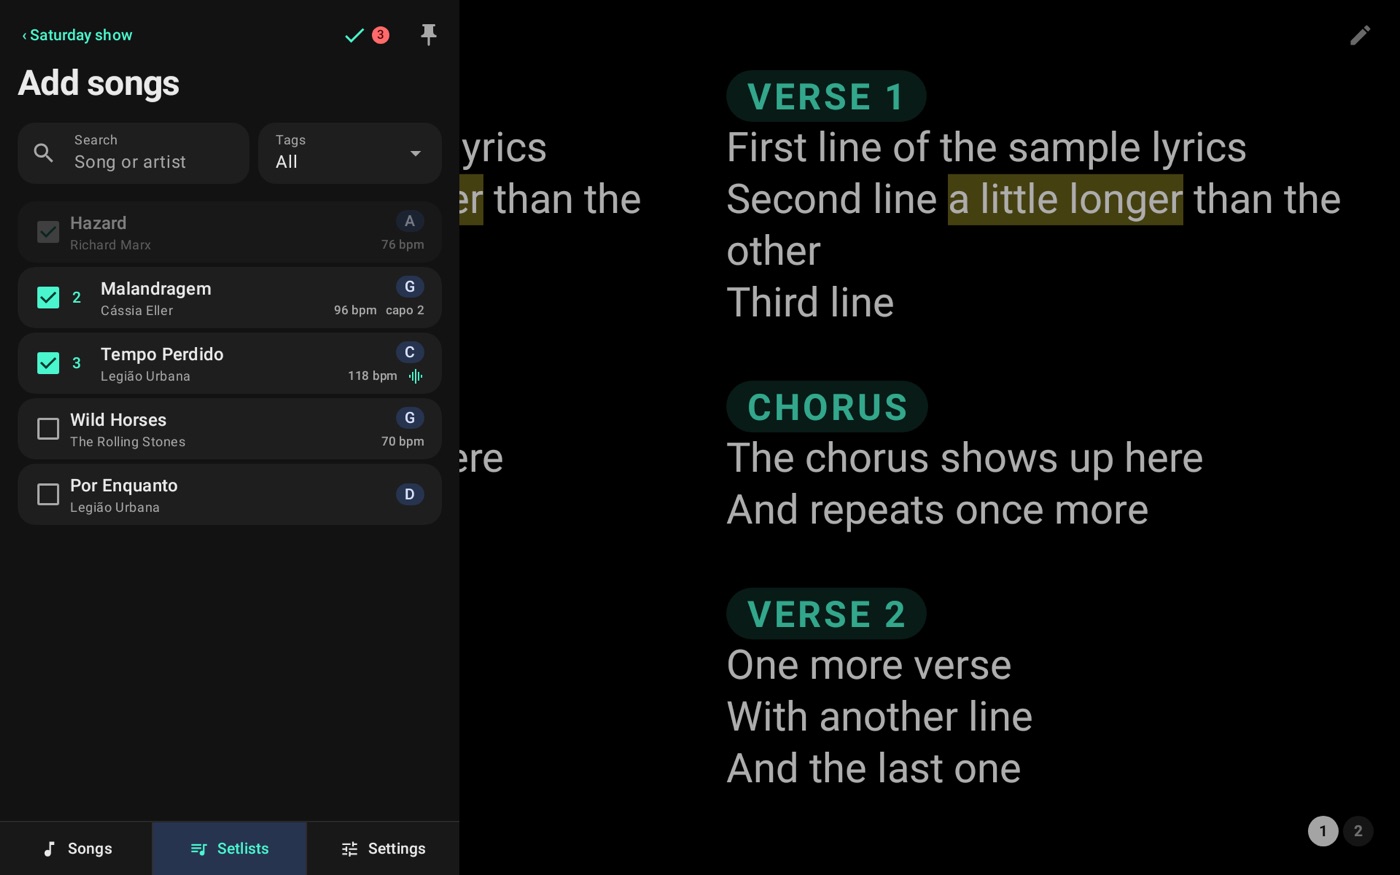 ‹ Saturday show
3
Add songs
Search
Song or artist
Tags
All
Hazard
A
Richard Marx
76 bpm
2
Malandragem
G
Cássia Eller
96 bpm capo 2
3
Tempo Perdido
C
Legião Urbana
118 bpm
Wild Horses
G
The Rolling Stones
70 bpm
Por Enquanto
D
Legião Urbana
Songs
Setlists
Settings
yrics
er than the
ere
VERSE 1
First line of the sample lyrics
Second line a little longer than the
other
Third line
CHORUS
The chorus shows up here
And repeats once more
VERSE 2
One more verse
With another line
And the last one
1
2